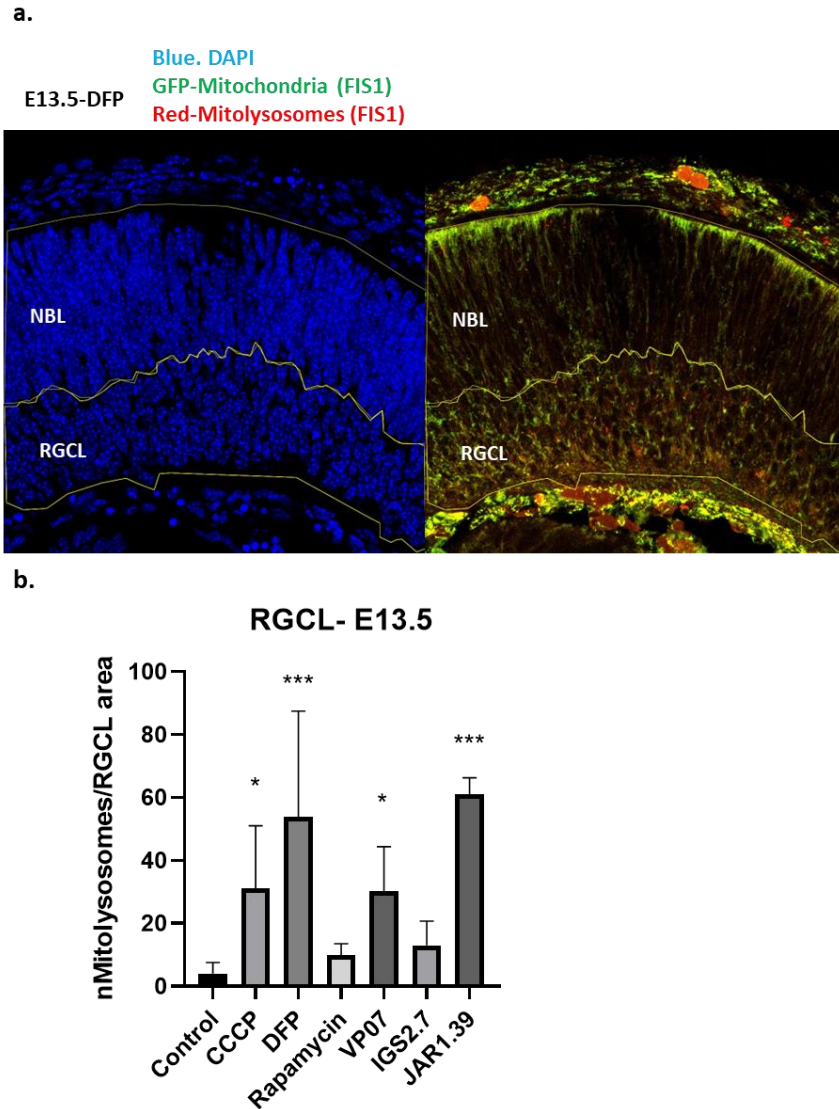 a.
Blue. DAPI
GFP-Mitochondria (FIS1)
E13.5-DFP
Red-Mitolysosomes (FIS1)
NBL
NBL
RGCL
RGCL
b.
RGCL- E13.5
nMitolysosomes/RGCL area
100
80
60
40
20
0
*
***
*
***
Control
CCCP
DFP
Rapamycin
VP07
IGS2.7
JAR1.39